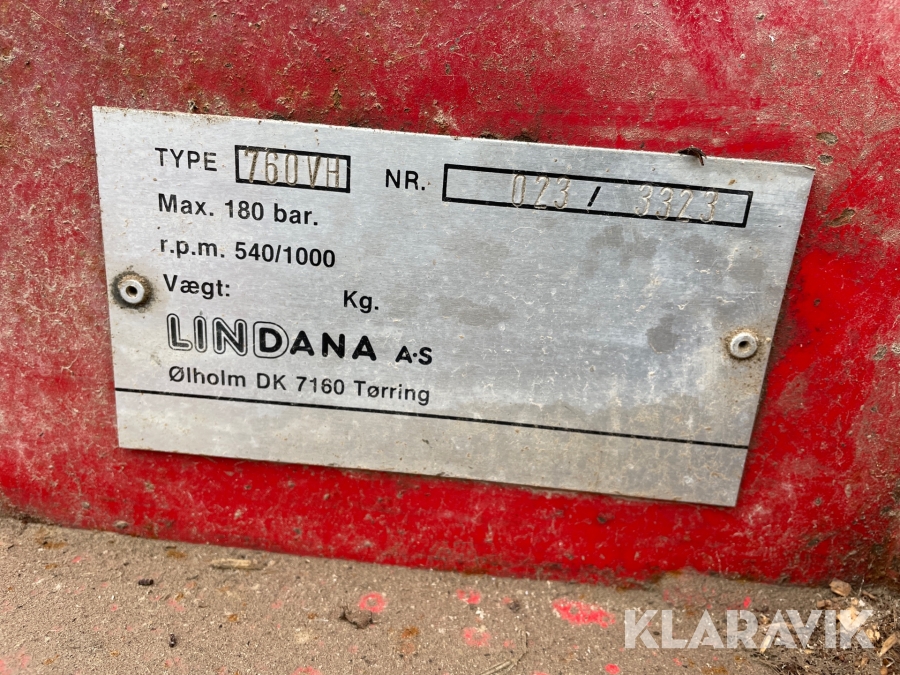 TYPE 760VH NR. 023 / 3323
Max. 180 bar.
r.p.m. 540/1000
Vægt: Kg.
LINDANA A·S
Ølholm DK 7160 Tørring
KLARAVIK